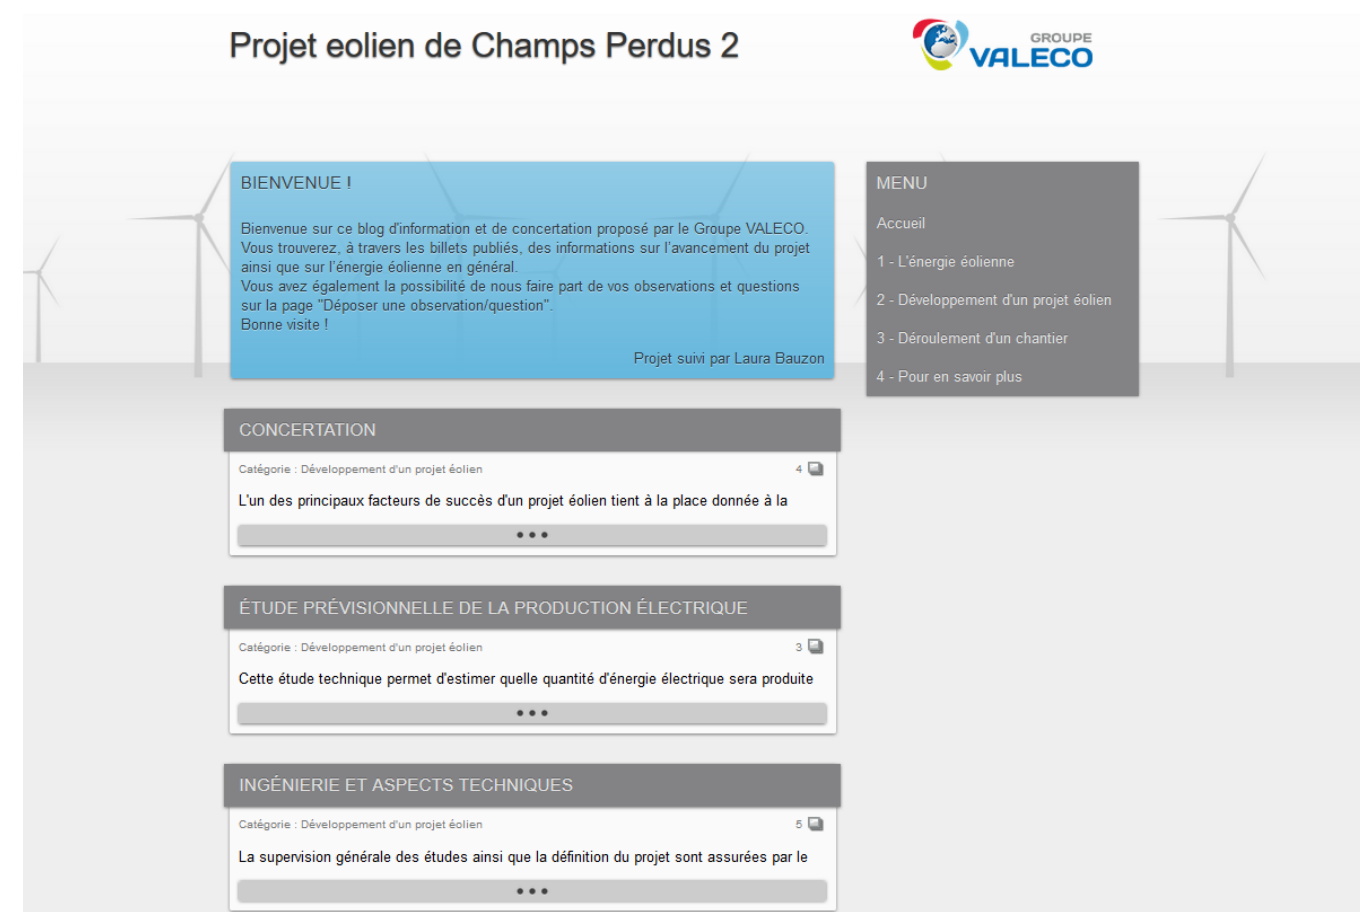 Projet eolien de Champs Perdus 2
GROUPE
VALECO
BIENVENUE !
Bienvenue sur ce blog d'information et de concertation proposé par le Groupe VALECO.
Vous trouverez, à travers les billets publiés, des informations sur l'avancement du projet
ainsi que sur l'énergie éolienne en général.
Vous avez également la possibilité de nous faire part de vos observations et questions
sur la page "Déposer une observation/question".
Bonne visite !
Projet suivi par Laura Bauzon
MENU
Accueil
1 - L'énergie éolienne
2 - Développement d'un projet éolien
3 - Déroulement d'un chantier
4 - Pour en savoir plus
CONCERTATION
Catégorie : Développement d'un projet éolien
4
L'un des principaux facteurs de succès d'un projet éolien tient à la place donnée à la
ÉTUDE PRÉVISIONNELLE DE LA PRODUCTION ÉLECTRIQUE
Catégorie : Développement d'un projet éolien
3
Cette étude technique permet d'estimer quelle quantité d'énergie électrique sera produite
INGÉNIERIE ET ASPECTS TECHNIQUES
Catégorie : Développement d'un projet éolien
5
La supervision générale des études ainsi que la définition du projet sont assurées par le